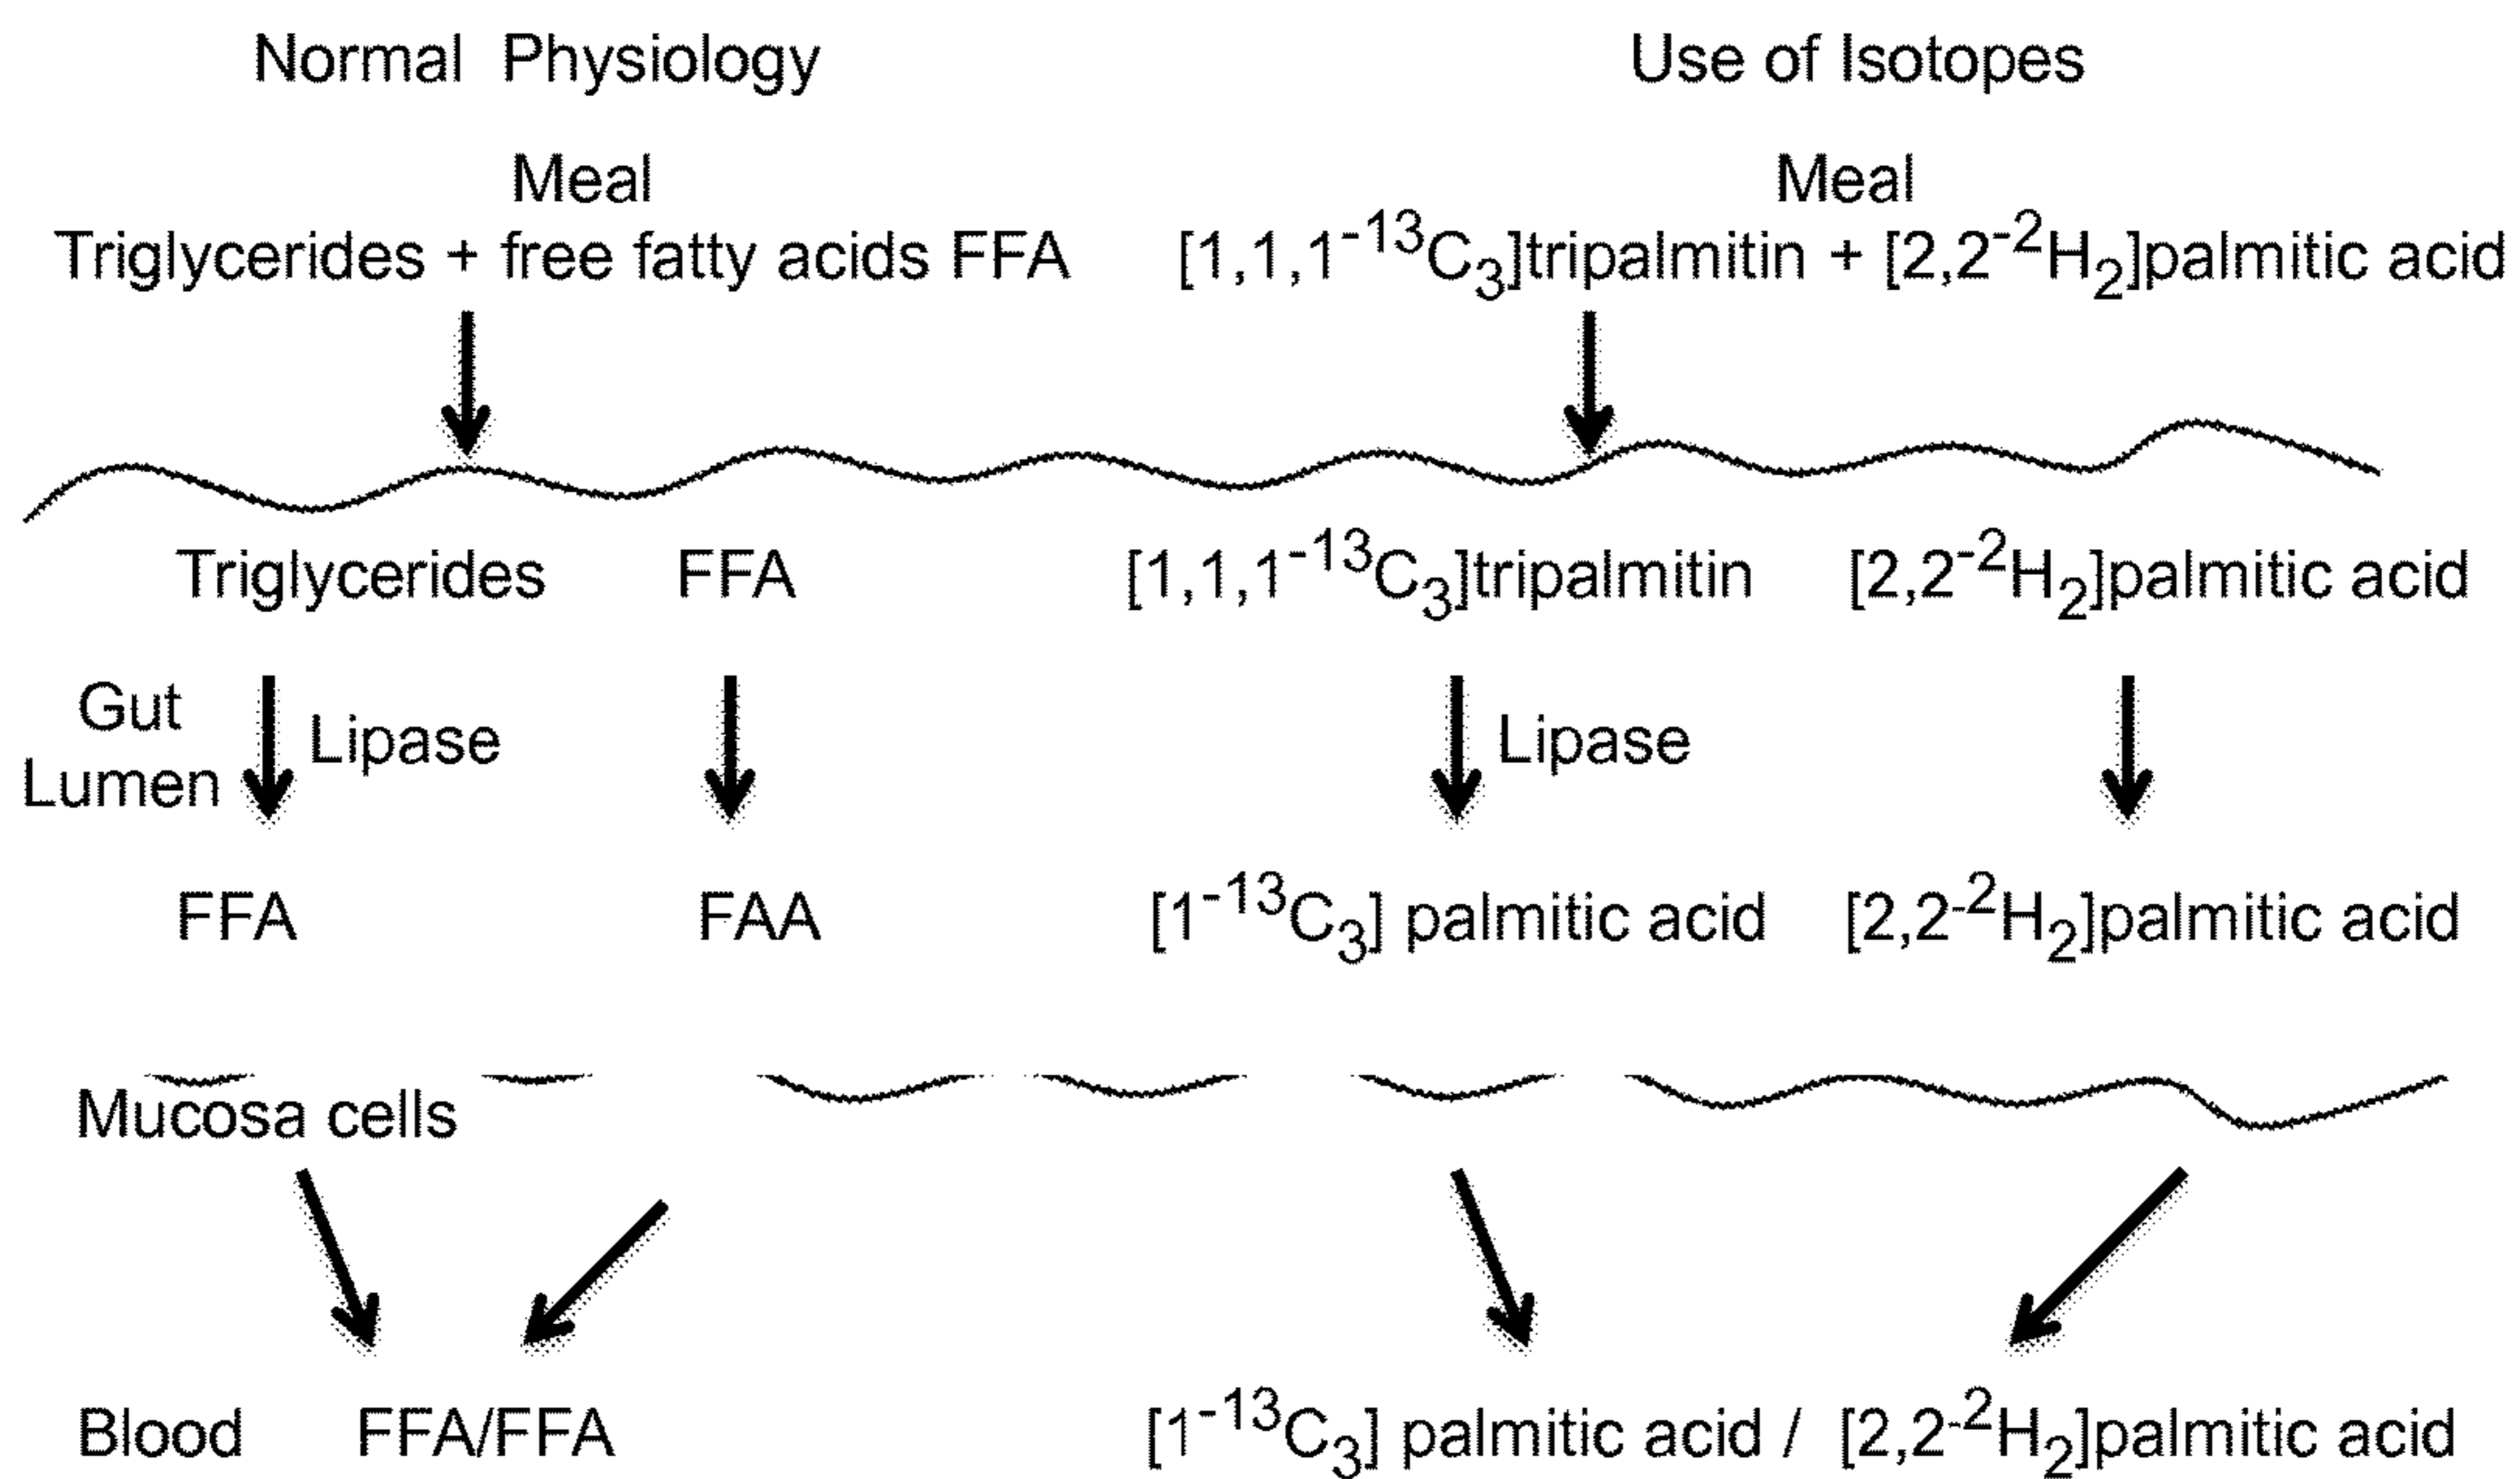 Normal Physiology
Use of Isotopes
Meal
Triglycerides + free fatty acids FFA
Meal
[1,1,1-¹³C₃]tripalmitin + [2,2-²H₂]palmitic acid
Triglycerides FFA
[1,1,1-¹³C₃]tripalmitin [2,2-²H₂]palmitic acid
Gut
Lumen
Lipase
Lipase
FFA FAA
[1-¹³C₃] palmitic acid [2,2-²H₂]palmitic acid
Mucosa cells
Blood FFA/FFA
[1-¹³C₃] palmitic acid / [2,2-²H₂]palmitic acid